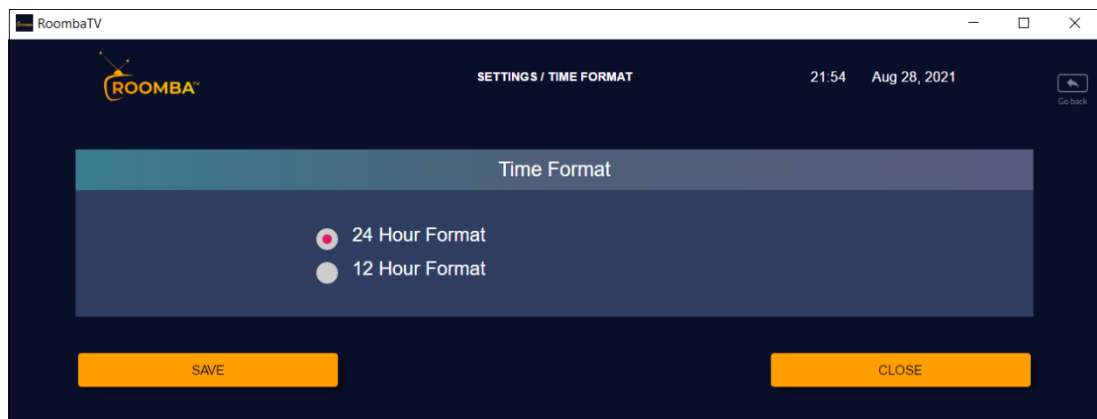 RoombaTV
ROOMBA TV
SETTINGS / TIME FORMAT
21:54 Aug 28, 2021
Go back
Time Format
24 Hour Format
12 Hour Format
SAVE
CLOSE